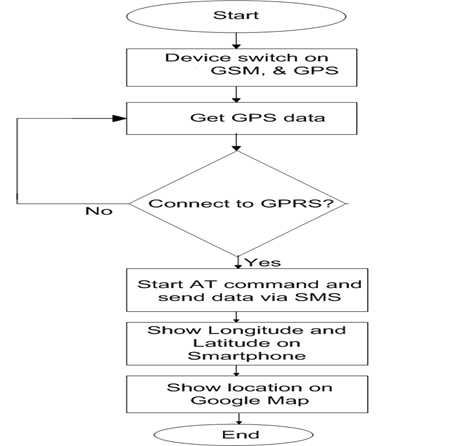 Start
Device switch on
GSM, & GPS
Get GPS data
Connect to GPRS?
No
Yes
Start AT command and
send data via SMS
Show Longitude and
Latitude on
Smartphone
Show location on
Google Map
End